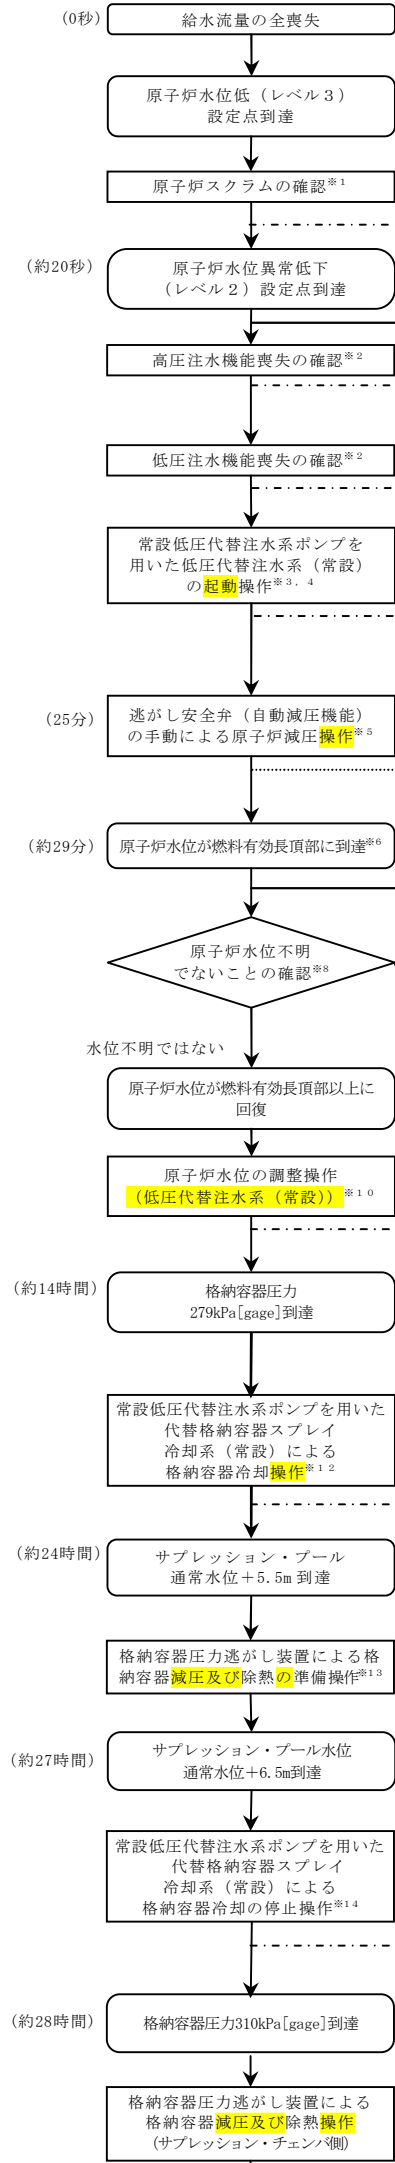 (0秒) 給水流量の全喪失
原子炉水位低（レベル３）
設定点到達
原子炉スクラムの確認※１
(約20秒) 原子炉水位異常低下
（レベル２）設定点到達
高圧注水機能喪失の確認※２
低圧注水機能喪失の確認※２
常設低圧代替注水系ポンプを
用いた低圧代替注水系（常設）
の起動操作※３，４
(25分) 逃がし安全弁（自動減圧機能）
の手動による原子炉減圧操作※５
(約29分) 原子炉水位が燃料有効長頂部に到達※６
原子炉水位不明
でないことの確認※８
水位不明ではない
原子炉水位が燃料有効長頂部以上に
回復
原子炉水位の調整操作
（低圧代替注水系（常設））※１０
(約14時間) 格納容器圧力
279kPa[gage]到達
常設低圧代替注水系ポンプを用いた
代替格納容器スプレイ
冷却系（常設）による
格納容器冷却操作※１２
(約24時間) サプレッション・プール
通常水位＋5.5m 到達
格納容器圧力逃がし装置による格
納容器減圧及び除熱の準備操作※13
(約27時間) サプレッション・プール水位
通常水位＋6.5m到達
常設低圧代替注水系ポンプを用いた
代替格納容器スプレイ
冷却系（常設）による
格納容器冷却の停止操作※１４
(約28時間) 格納容器圧力310kPa[gage]到達
格納容器圧力逃がし装置による
格納容器減圧及び除熱操作
(サプレッション・チェンバ側)